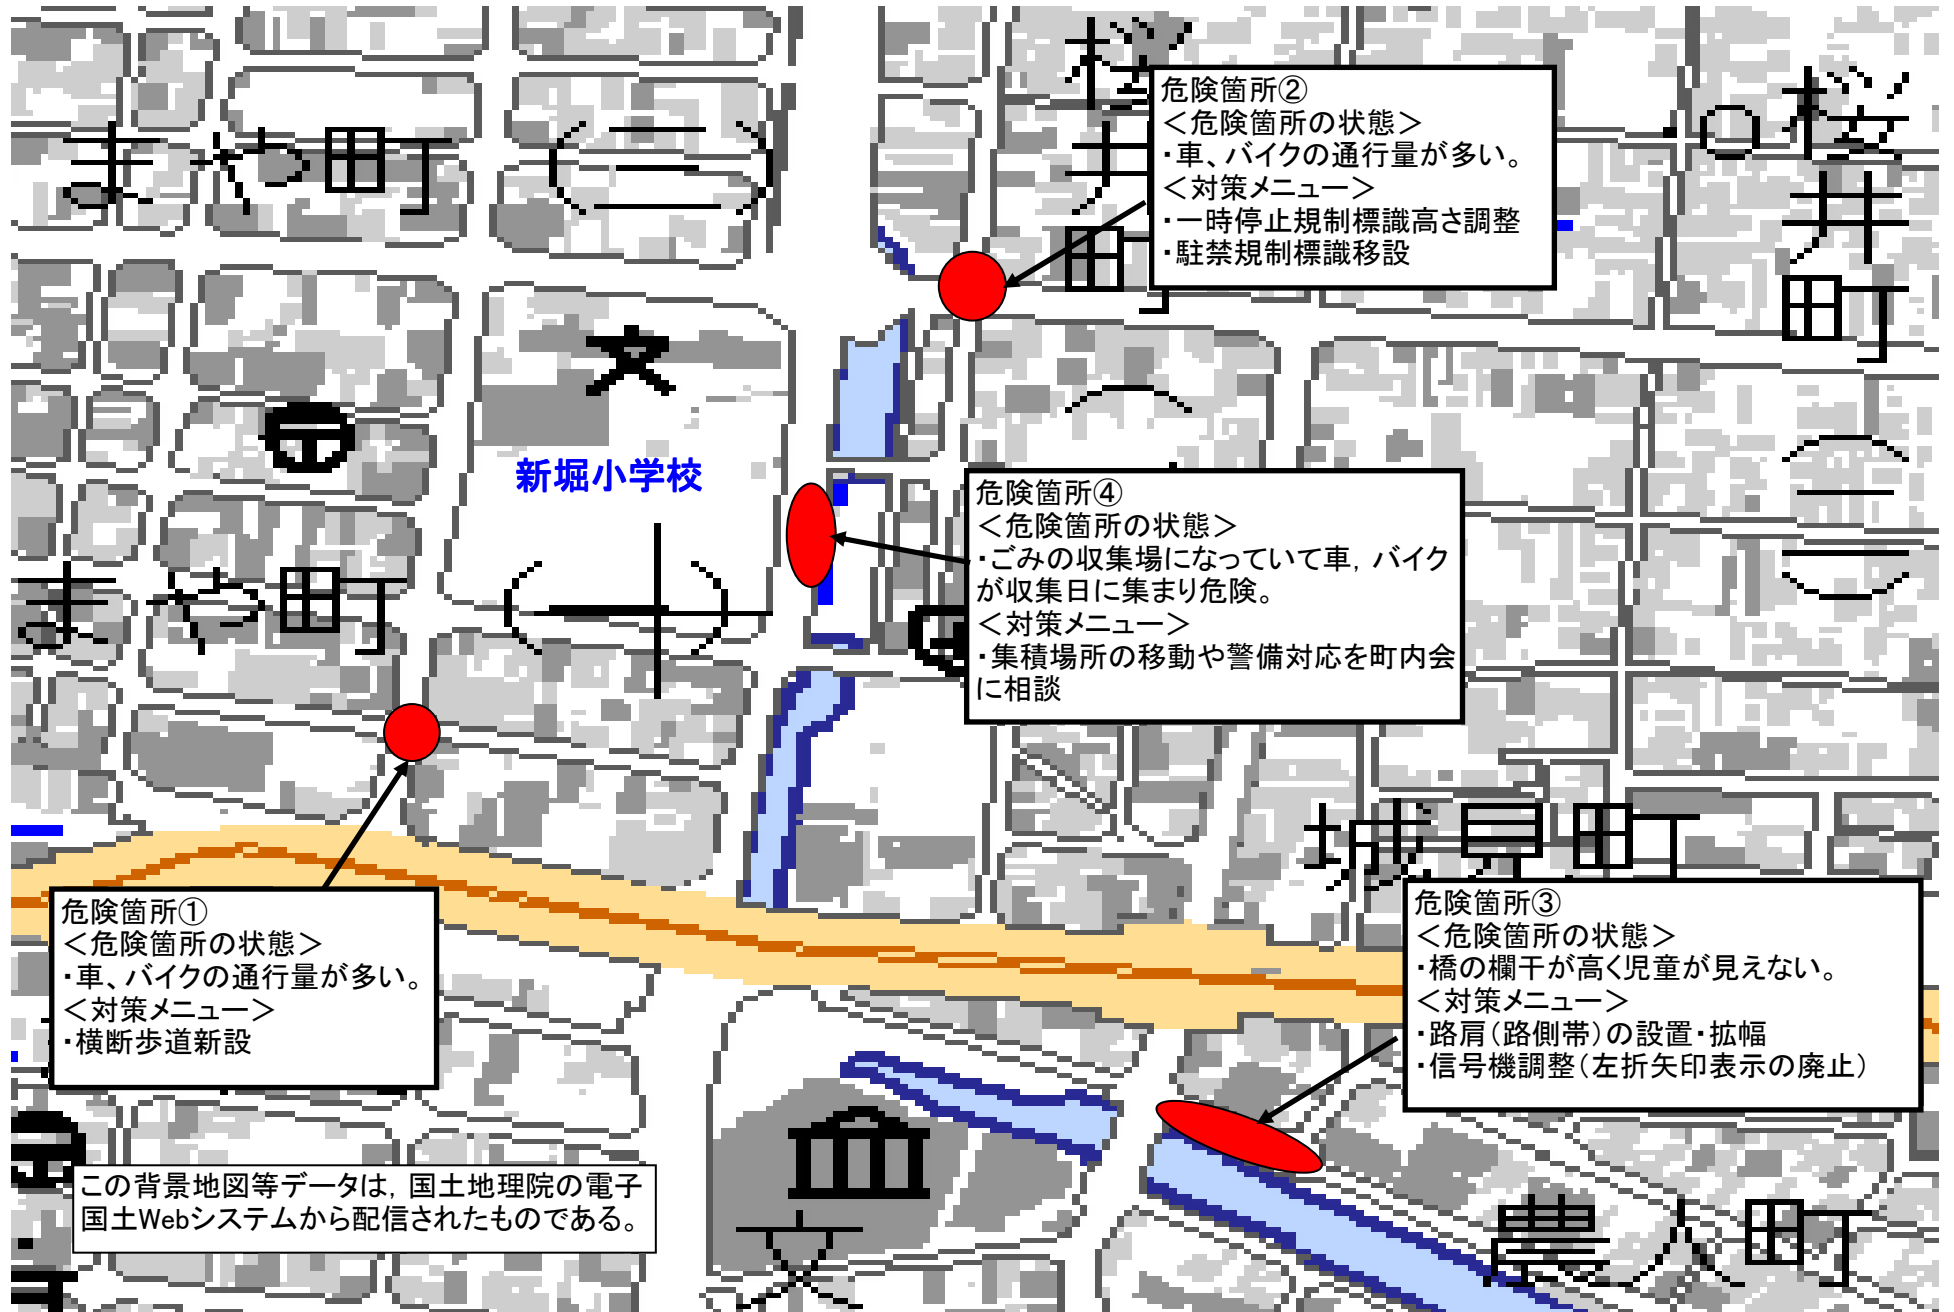 危険箇所②
＜危険箇所の状態＞
・車、バイクの通行量が多い。
＜対策メニュー＞
・一時停止規制標識高さ調整
・駐禁規制標識移設
新堀小学校
危険箇所④
＜危険箇所の状態＞
・ごみの収集場になっていて車，バイク
が収集日に集まり危険。
＜対策メニュー＞
・集積場所の移動や警備対応を町内会
に相談
城見町
危険箇所①
＜危険箇所の状態＞
・車、バイクの通行量が多い。
＜対策メニュー＞
・横断歩道新設
危険箇所③
＜危険箇所の状態＞
・橋の欄干が高く児童が見えない。
＜対策メニュー＞
・路肩（路側帯）の設置・拡幅
・信号機調整（左折矢印表示の廃止）
この背景地図等データは，国土地理院の電子
国土Webシステムから配信されたものである。
農人町